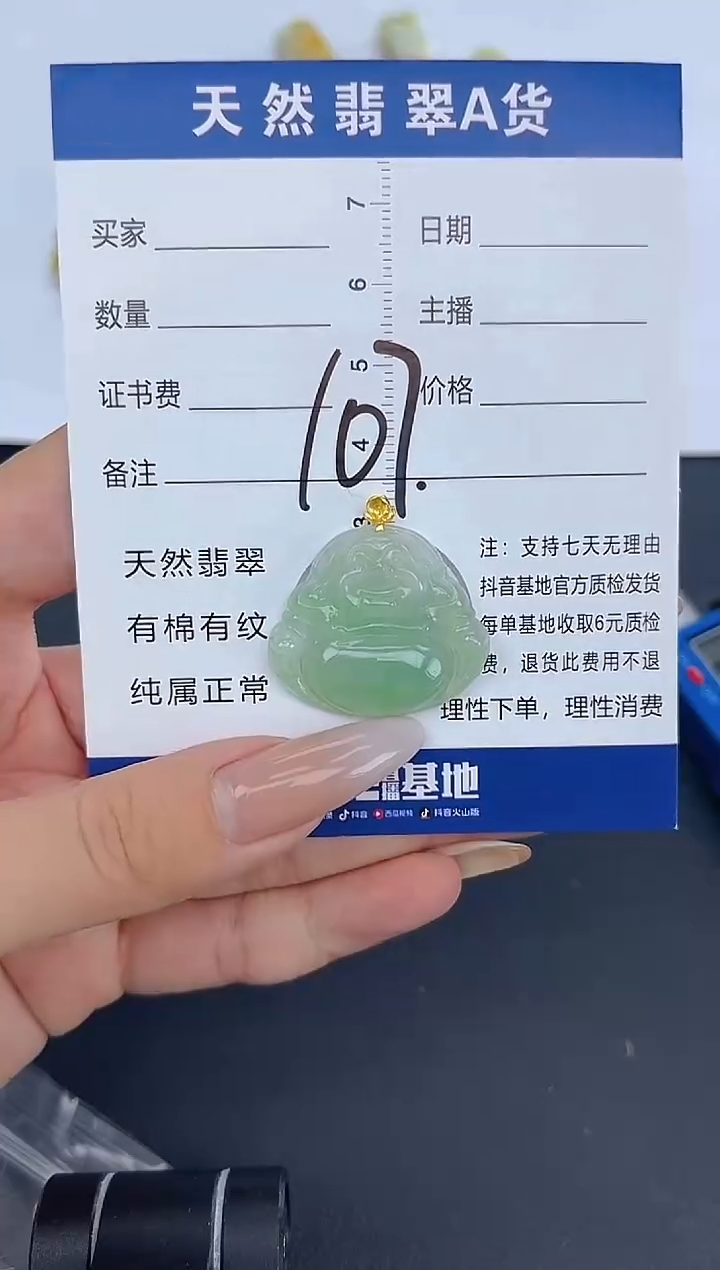 天然翡翠A货
买家
日期
数量
主播
证书费
价格
备注
107.
7
6
5
4
3
天然翡翠
有棉有纹
纯属正常
注：支持七天无理由
抖音基地官方质检发货
每单基地收取6元质检
费，退货此费用不退
理性下单，理性消费
播基地
抖音
西瓜视频
抖音火山版